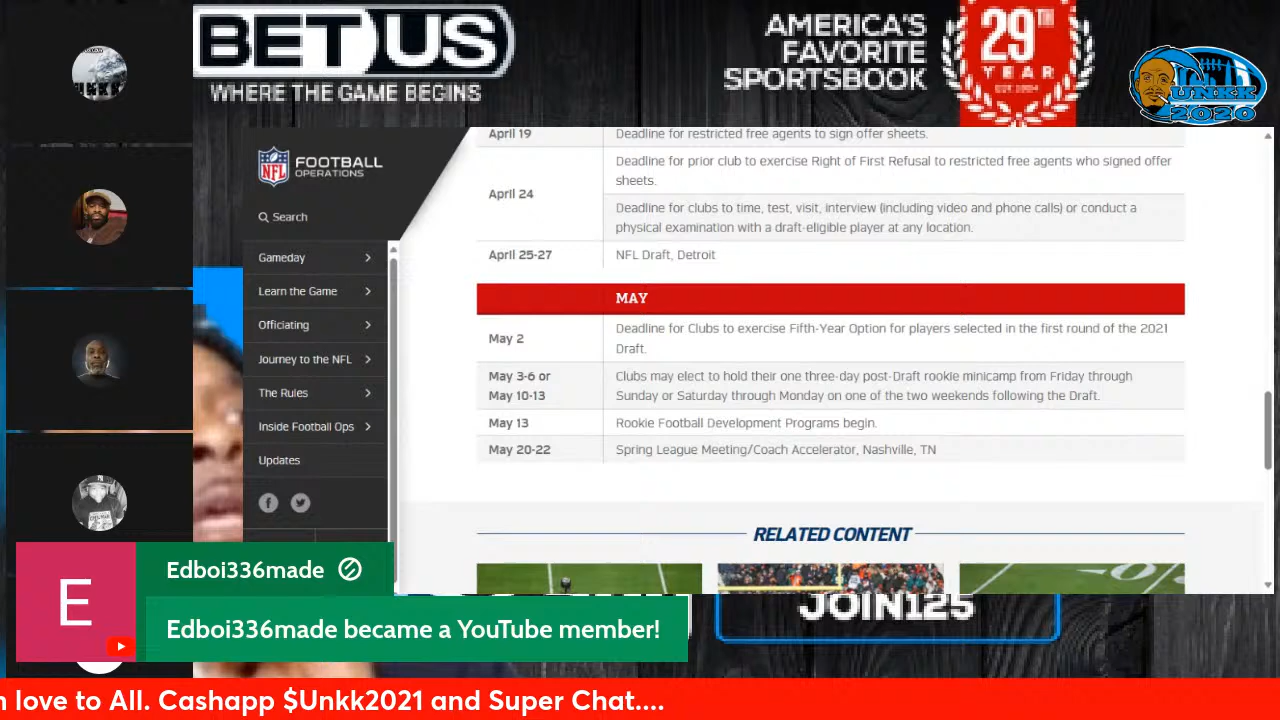 BETUS
WHERE THE GAME BEGINS
AMERICA'S
FAVORITE
SPORTSBOOK
29TH
YEAR
EST. 1994
UNKK
2020
NFL
FOOTBALL
OPERATIONS
Search
Gameday
Learn the Game
Officiating
Journey to the NFL
The Rules
Inside Football Ops
Updates
April 19
Deadline for restricted free agents to sign offer sheets.
April 24
Deadline for prior club to exercise Right of First Refusal to restricted free agents who signed offer
sheets.
Deadline for clubs to time, test, visit, interview (including video and phone calls) or conduct a
physical examination with a draft-eligible player at any location.
April 25-27
NFL Draft, Detroit
MAY
May 2
Deadline for Clubs to exercise Fifth-Year Option for players selected in the first round of the 2021
Draft.
May 3-6 or
May 10-13
Clubs may elect to hold their one three-day post-Draft rookie minicamp from Friday through
Sunday or Saturday through Monday on one of the two weekends following the Draft.
May 13
Rookie Football Development Programs begin.
May 20-22
Spring League Meeting/Coach Accelerator, Nashville, TN
RELATED CONTENT
JOIN125
E
Edboi336made
Edboi336made became a YouTube member!
love to All. Cashapp $Unkk2021 and Super Chat....